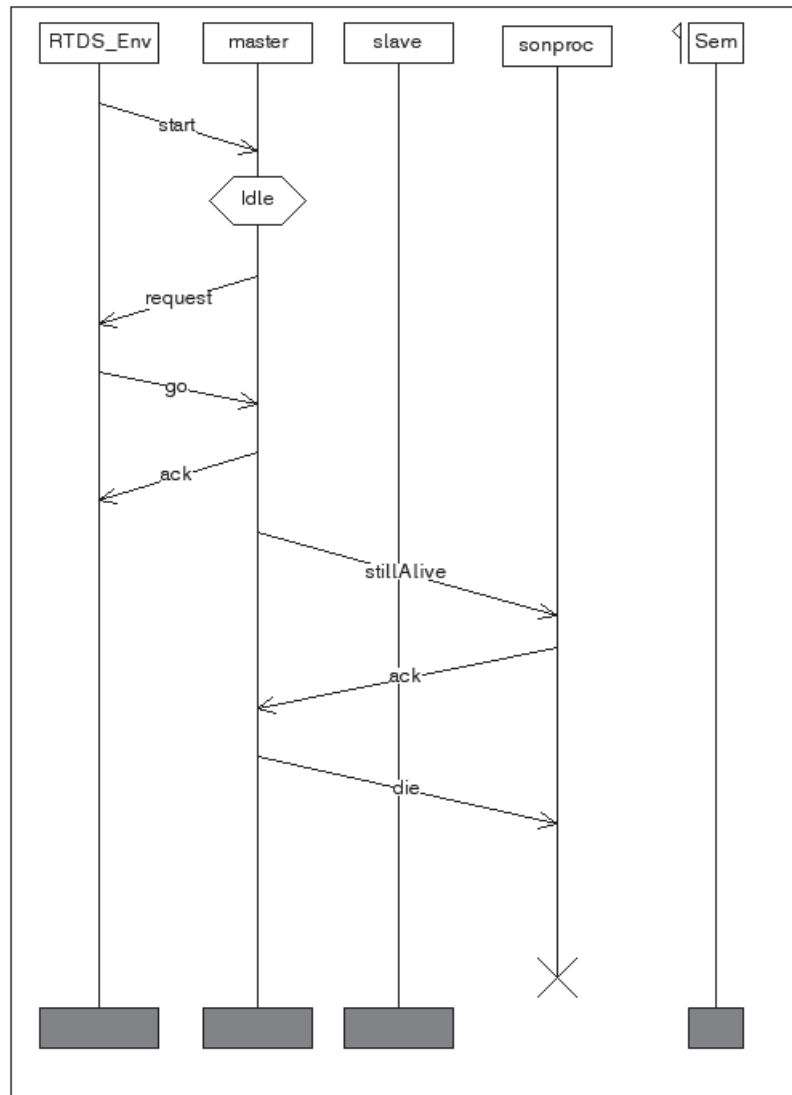 RTDS_Env
master
slave
sonproc
Sem
start
Idle
request
go
ack
stillAlive
ack
die